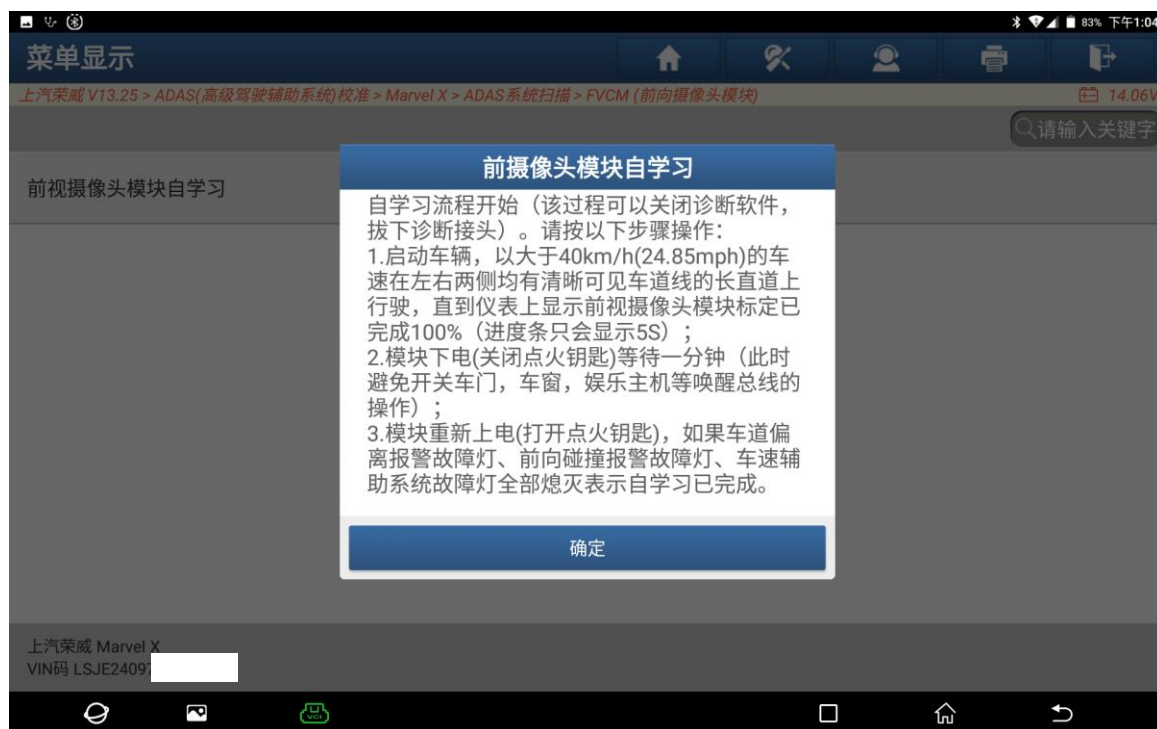 83% 下午1:04
菜单显示
上汽荣威 V13.25 > ADAS(高级驾驶辅助系统)校准 > Marvel X > ADAS系统扫描 > FVCM (前向摄像头模块)
14.06V
请输入关键字
前视摄像头模块自学习
前摄像头模块自学习
自学习流程开始（该过程可以关闭诊断软件，
拔下诊断接头）。请按以下步骤操作：
1.启动车辆，以大于40km/h(24.85mph)的车
速在左右两侧均有清晰可见车道线的长直道上
行驶，直到仪表上显示前视摄像头模块标定已
完成100%（进度条只会显示5S）；
2.模块下电(关闭点火钥匙)等待一分钟（此时
避免开关车门，车窗，娱乐主机等唤醒总线的
操作）；
3.模块重新上电(打开点火钥匙)，如果车道偏
离报警故障灯、前向碰撞报警故障灯、车速辅
助系统故障灯全部熄灭表示自学习已完成。
确定
上汽荣威 Marvel X
VIN码 LSJE2409
VCI